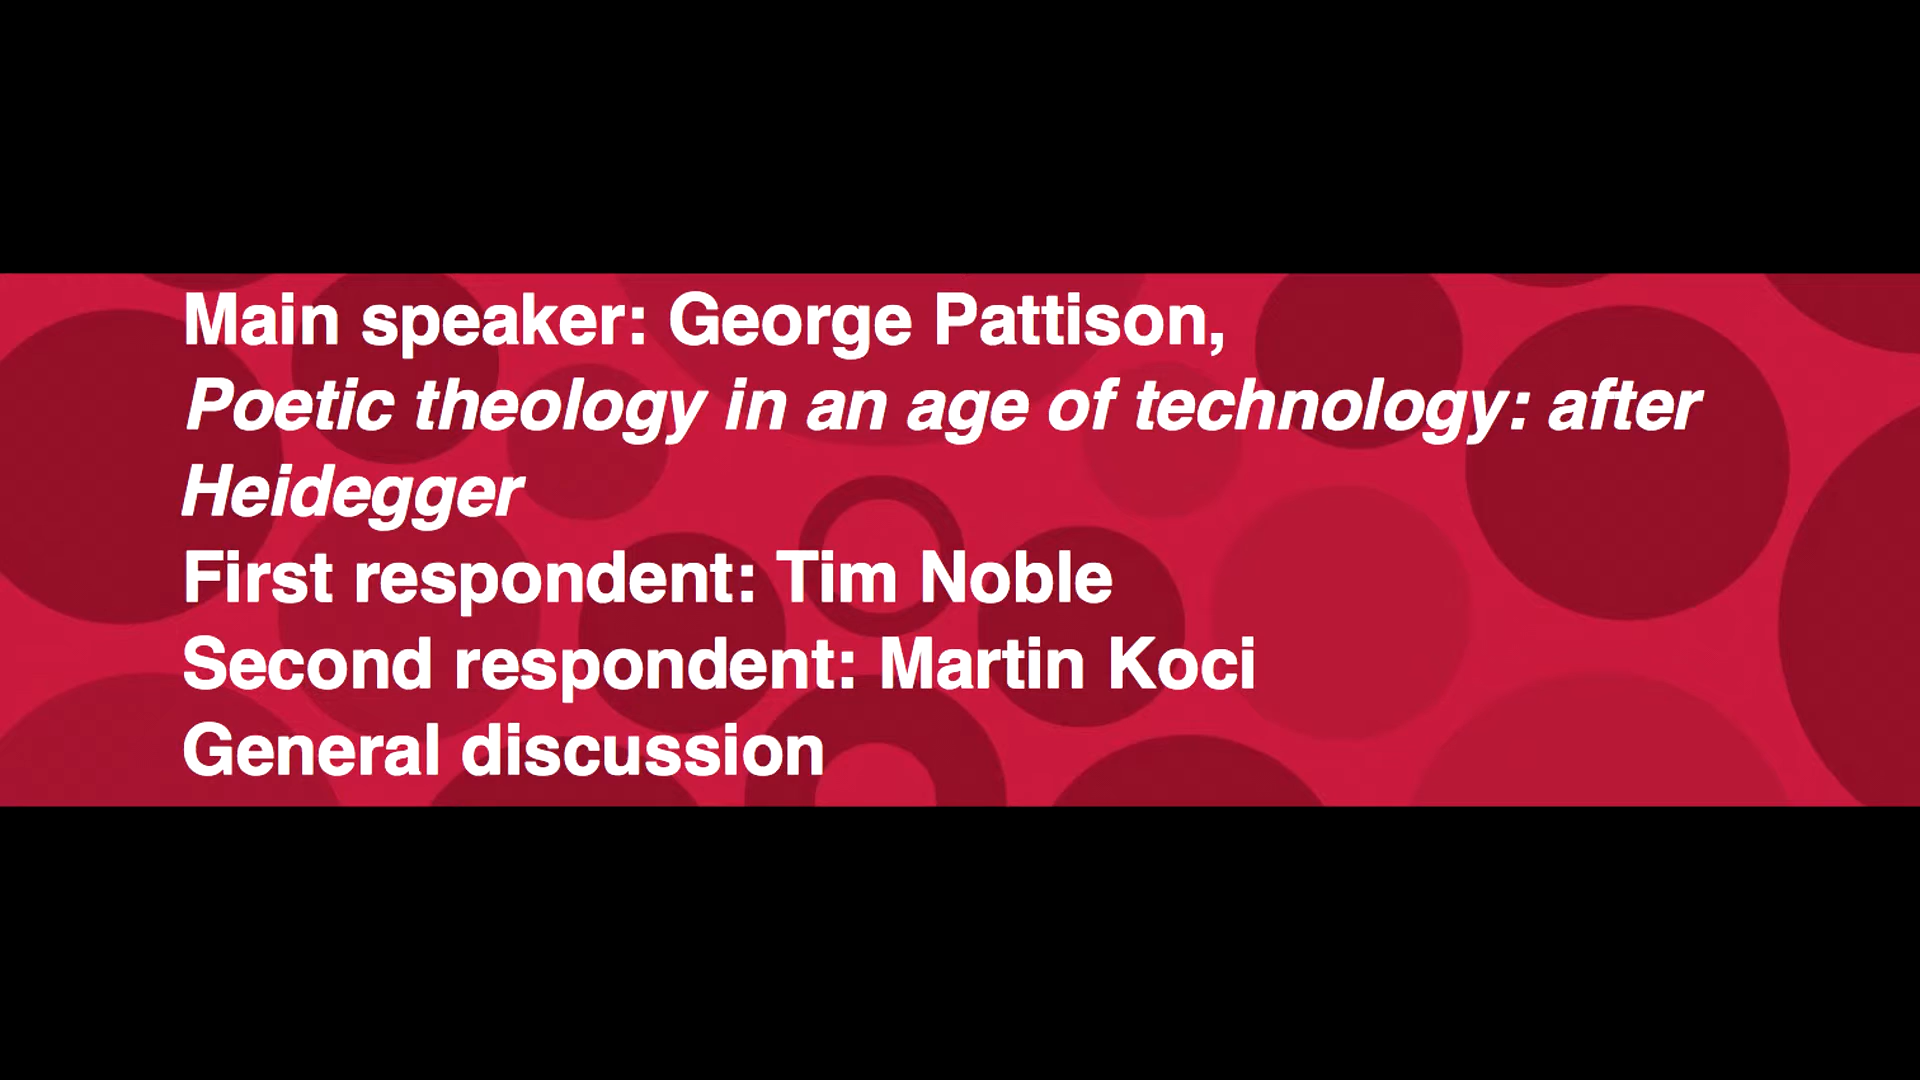 Main speaker: George Pattison,
Poetic theology in an age of technology: after
Heidegger
First respondent: Tim Noble
Second respondent: Martin Koci
General discussion